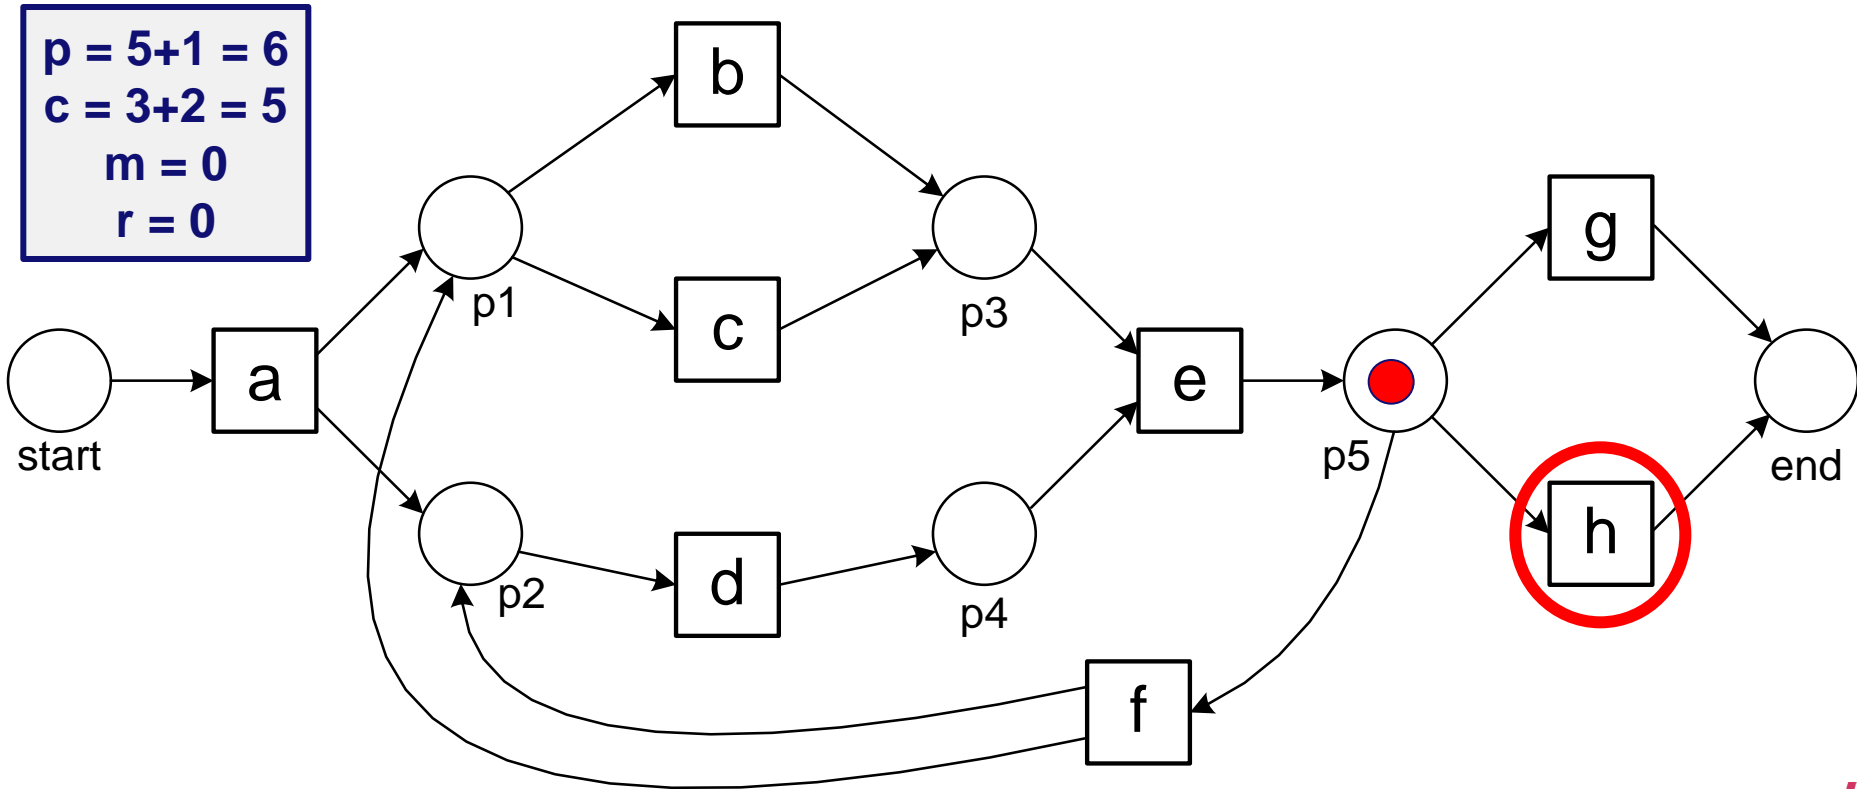 p = 5+1 = 6
c = 3+2 = 5
m = 0
r = 0
b
g
p1
c
p3
start
a
e
p5
end
p2
d
p4
h
f